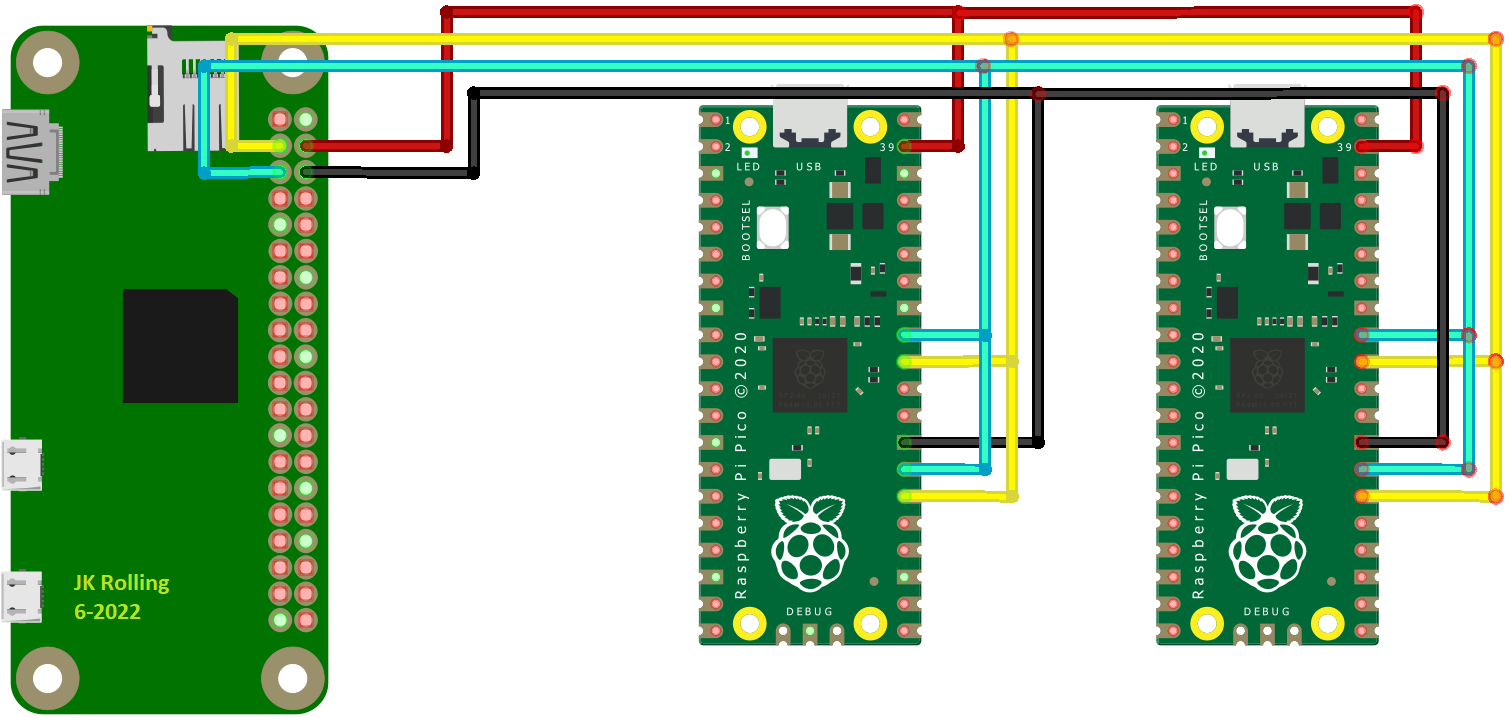 JK Rolling
6-2022
1
2
39
LED
USB
BOOTSEL
Raspberry Pi Pico ©2020
DEBUG
1
2
39
LED
USB
BOOTSEL
Raspberry Pi Pico ©2020
DEBUG